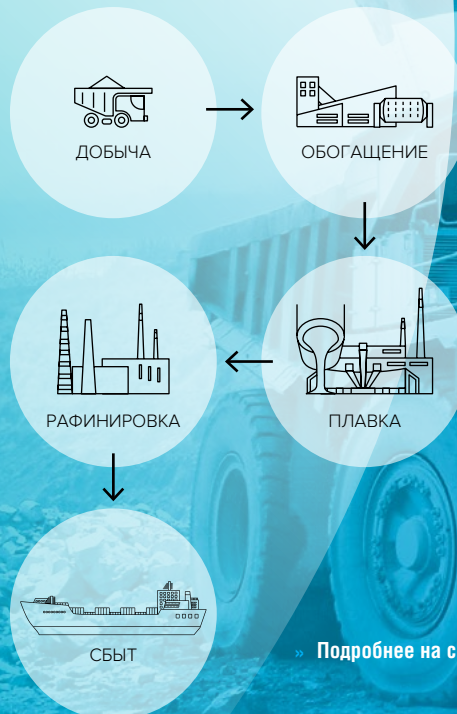 ДОБЫЧА
ОБОГАЩЕНИЕ
ПЛАВКА
РАФИНИРОВКА
СБЫТ
» Подробнее на с